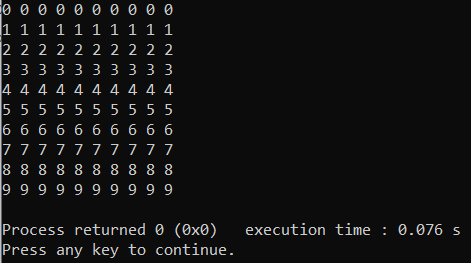 0 0 0 0 0 0 0 0 0 0
1 1 1 1 1 1 1 1 1 1
2 2 2 2 2 2 2 2 2 2
3 3 3 3 3 3 3 3 3 3
4 4 4 4 4 4 4 4 4 4
5 5 5 5 5 5 5 5 5 5
6 6 6 6 6 6 6 6 6 6
7 7 7 7 7 7 7 7 7 7
8 8 8 8 8 8 8 8 8 8
9 9 9 9 9 9 9 9 9 9
Process returned 0 (0x0)   execution time : 0.076 s
Press any key to continue.